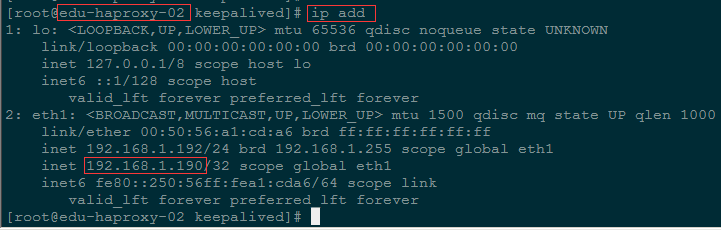 [root@edu-haproxy-02 keepalived]# ip add
1: lo: <LOOPBACK,UP,LOWER_UP> mtu 65536 qdisc noqueue state UNKNOWN
link/loopback 00:00:00:00:00:00 brd 00:00:00:00:00:00
inet 127.0.0.1/8 scope host lo
inet6 ::1/128 scope host
valid_lft forever preferred_lft forever
2: eth1: <BROADCAST,MULTICAST,UP,LOWER_UP> mtu 1500 qdisc mq state UP qlen 1000
link/ether 00:50:56:a1:cd:a6 brd ff:ff:ff:ff:ff:ff
inet 192.168.1.192/24 brd 192.168.1.255 scope global eth1
inet 192.168.1.190/32 scope global eth1
inet6 fe80::250:56ff:fea1:cda6/64 scope link
valid_lft forever preferred_lft forever
[root@edu-haproxy-02 keepalived]#